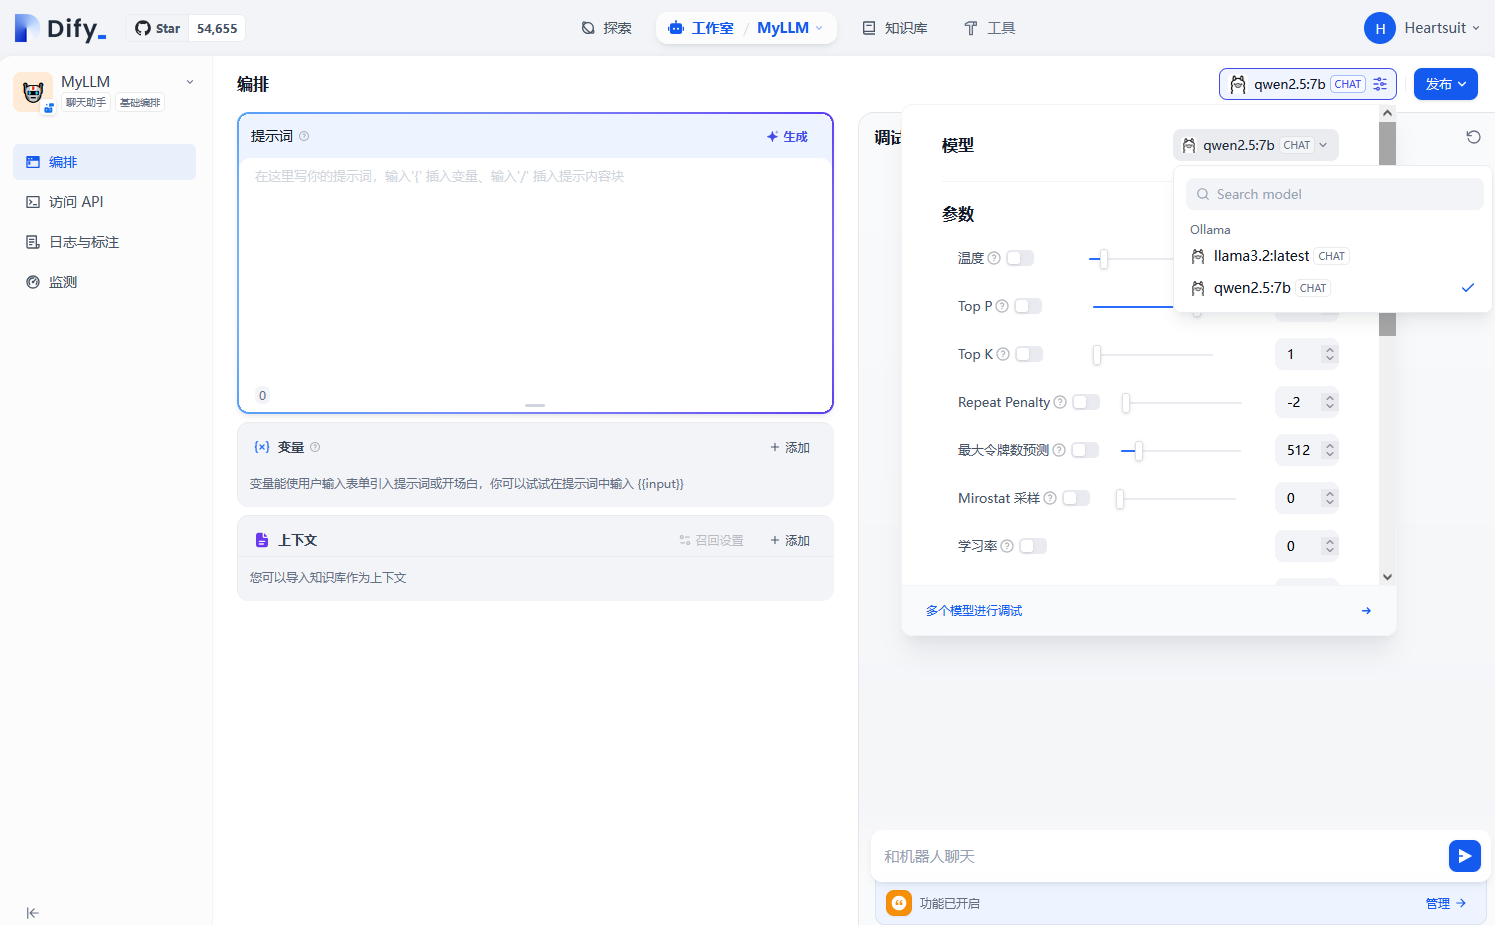 Dify_
Star 54,655
探索
工作室 / MyLLM
知识库
工具
H Heartsuit
MyLLM
聊天助手 基础编排
编排
访问 API
日志与标注
监测
编排
qwen2.5:7b CHAT
发布
提示词
生成
在这里写你的提示词，输入'{' 插入变量、输入'/' 插入提示内容块
0
{x} 变量
+ 添加
变量能使用户输入表单引入提示词或开场白，你可以试试在提示词中输入 {{input}}
上下文
召回设置
+ 添加
您可以导入知识库作为上下文
调试
模型
qwen2.5:7b CHAT
Search model
Ollama
llama3.2:latest CHAT
qwen2.5:7b CHAT
参数
温度
Top P
Top K
1
Repeat Penalty
-2
最大令牌数预测
512
Mirostat 采样
0
学习率
0
多个模型进行调试
和机器人聊天
功能已开启
管理